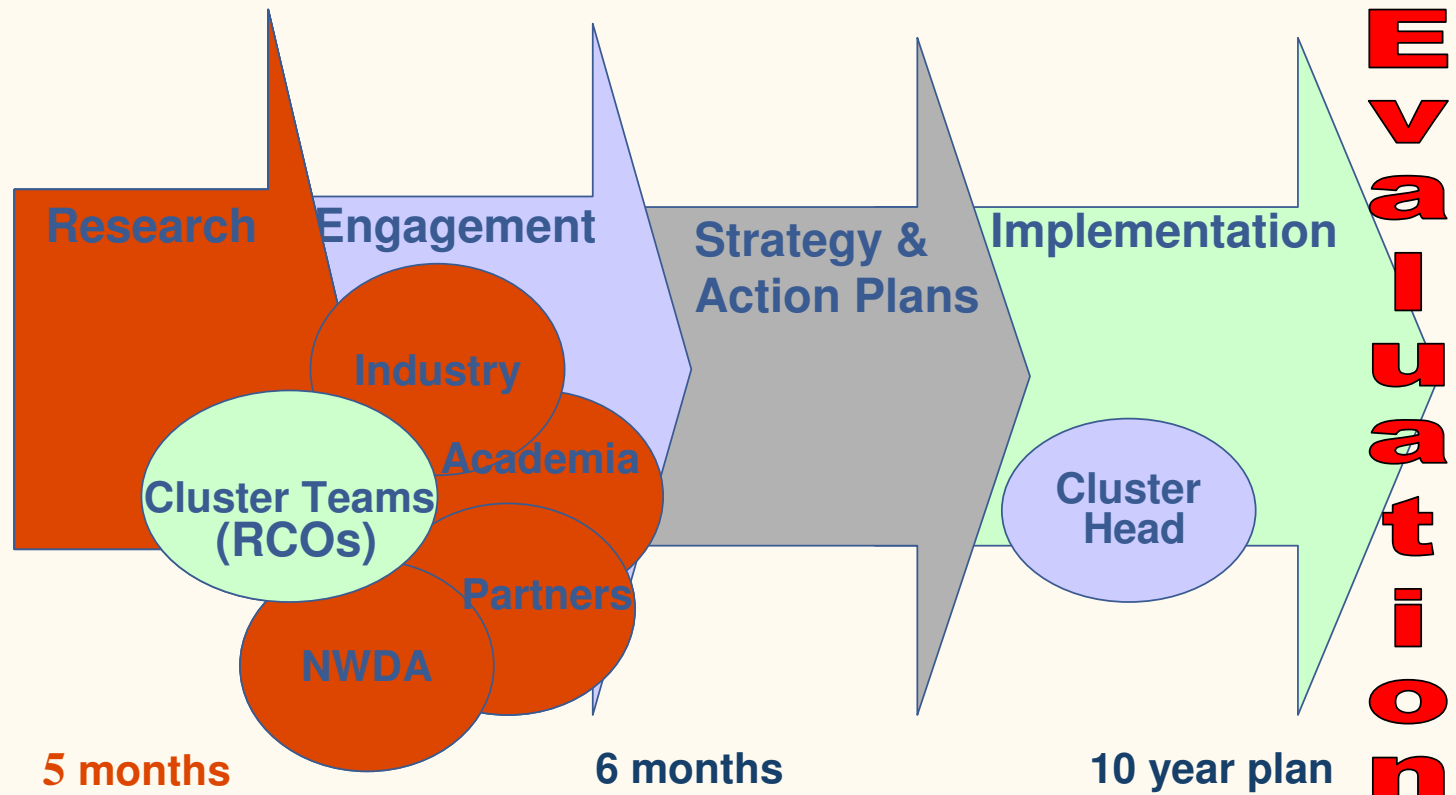 Research
Engagement
Strategy &
Action Plans
Implementation
Industry
Academia
Cluster Teams
(RCOs)
Partners
NWDA
Cluster
Head
5 months
6 months
10 year plan
Evaluation